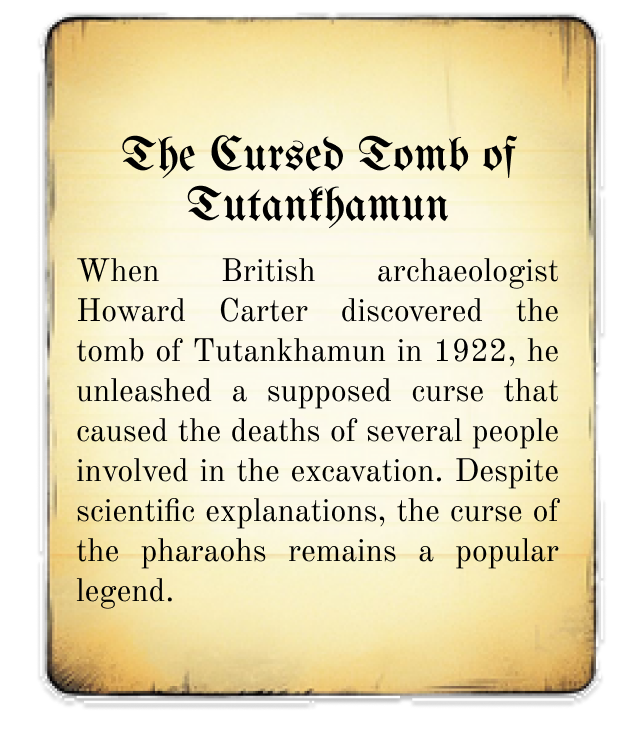 The Cursed Tomb of
Tutankhamun
When British archaeologist
Howard Carter discovered the
tomb of Tutankhamun in 1922, he
unleashed a supposed curse that
caused the deaths of several people
involved in the excavation. Despite
scientific explanations, the curse of
the pharaohs remains a popular
legend.